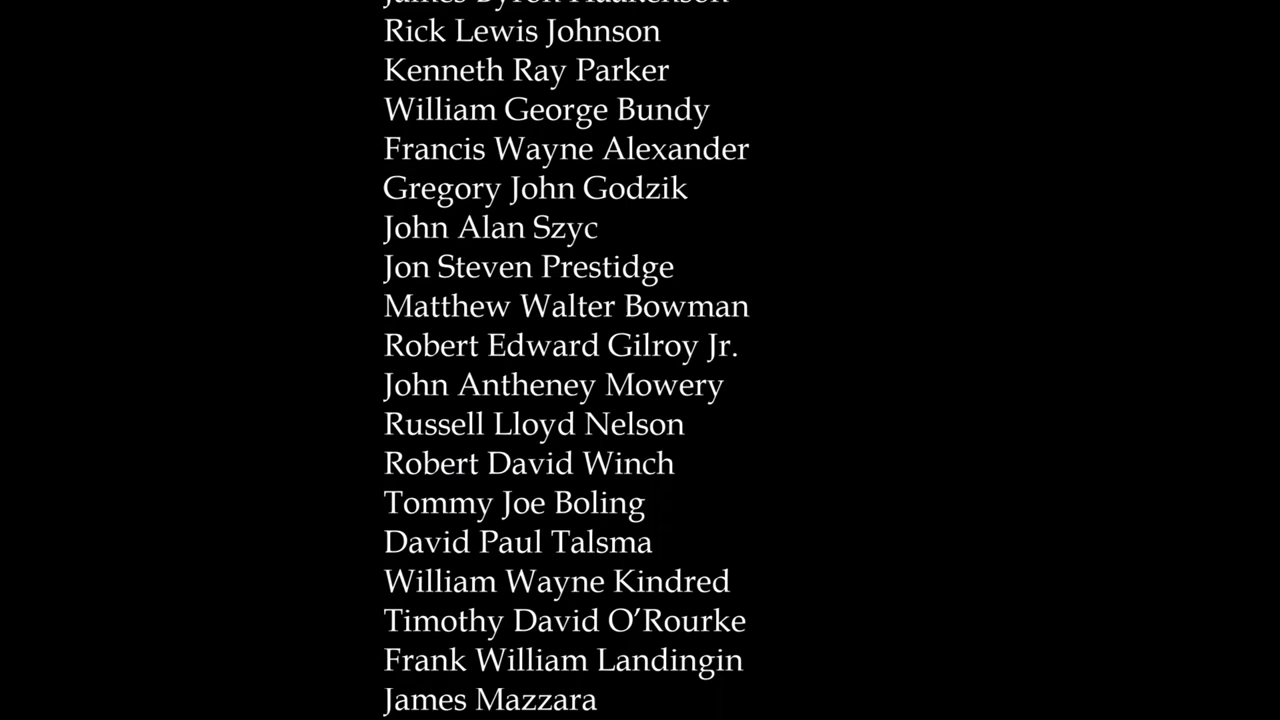 Rick Lewis Johnson
Kenneth Ray Parker
William George Bundy
Francis Wayne Alexander
Gregory John Godzik
John Alan Szyc
Jon Steven Prestidge
Matthew Walter Bowman
Robert Edward Gilroy Jr.
John Antheney Mowery
Russell Lloyd Nelson
Robert David Winch
Tommy Joe Boling
David Paul Talsma
William Wayne Kindred
Timothy David O’Rourke
Frank William Landingin
James Mazzara